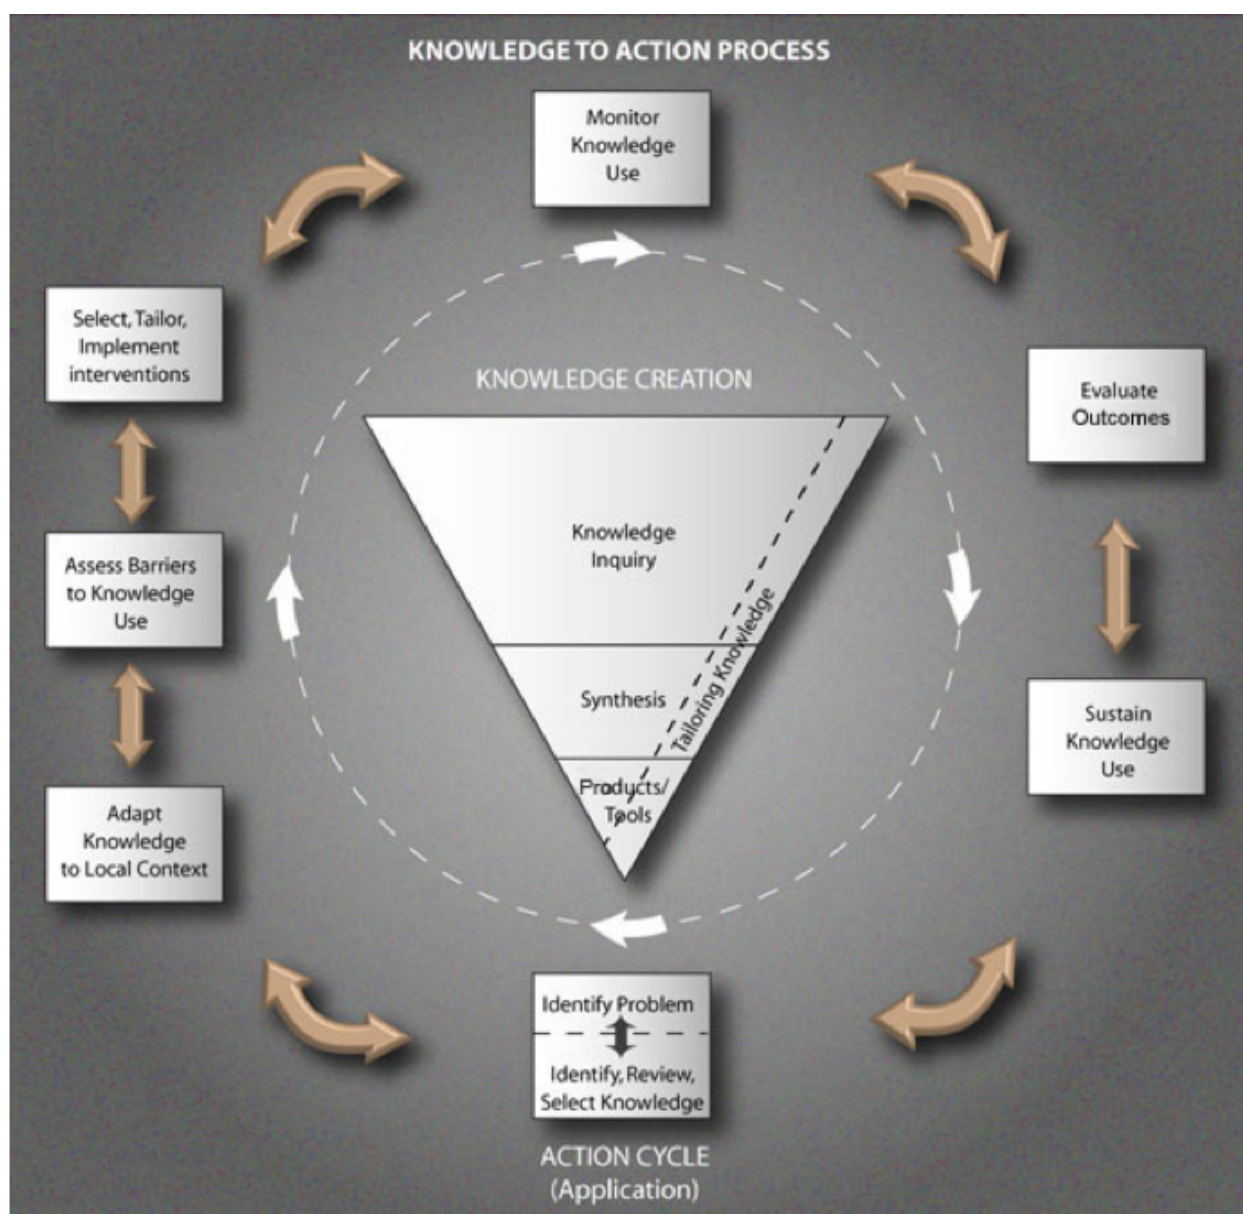 KNOWLEDGE TO ACTION PROCESS
Monitor
Knowledge
Use
Select, Tailor,
Implement
interventions
KNOWLEDGE CREATION
Evaluate
Outcomes
Knowledge
Inquiry
Assess Barriers
to Knowledge
Use
Tailoring Knowledge
Synthesis
Sustain
Knowledge
Use
Products/
Tools
Adapt
Knowledge
to Local Context
Identify Problem
Identify, Review,
Select Knowledge
ACTION CYCLE
(Application)